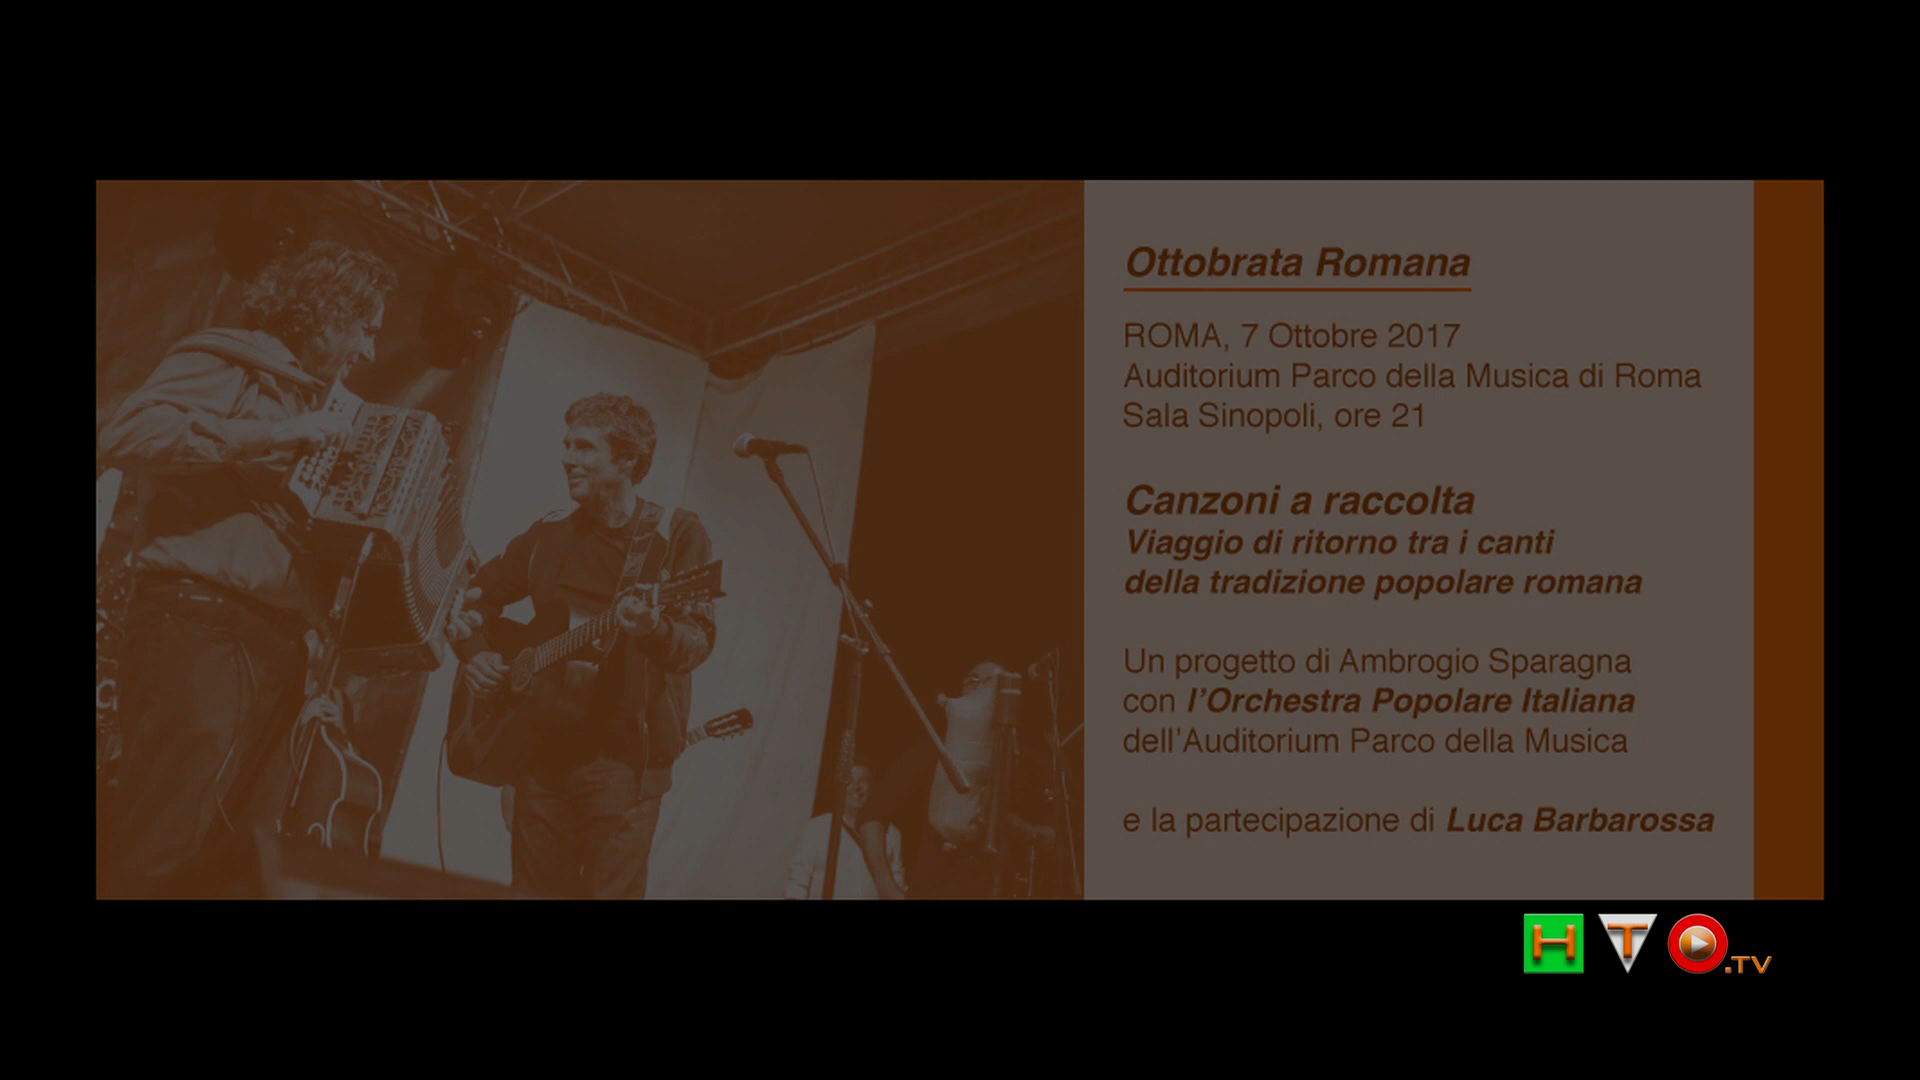 Ottobrata Romana
ROMA, 7 Ottobre 2017
Auditorium Parco della Musica di Roma
Sala Sinopoli, ore 21
Canzoni a raccolta
Viaggio di ritorno tra i canti
della tradizione popolare romana
Un progetto di Ambrogio Sparagna
con l'Orchestra Popolare Italiana
dell'Auditorium Parco della Musica
e la partecipazione di Luca Barbarossa
HTO.TV